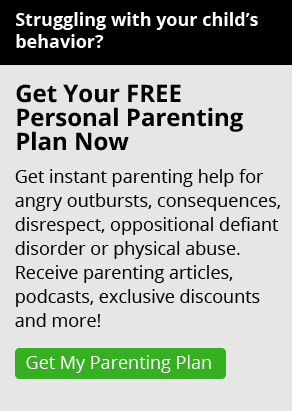 Struggling with your child’s
behavior?
Get Your FREE
Personal Parenting
Plan Now
Get instant parenting help for
angry outbursts, consequences,
disrespect, oppositional defiant
disorder or physical abuse.
Receive parenting articles,
podcasts, exclusive discounts
and more!
Get My Parenting Plan